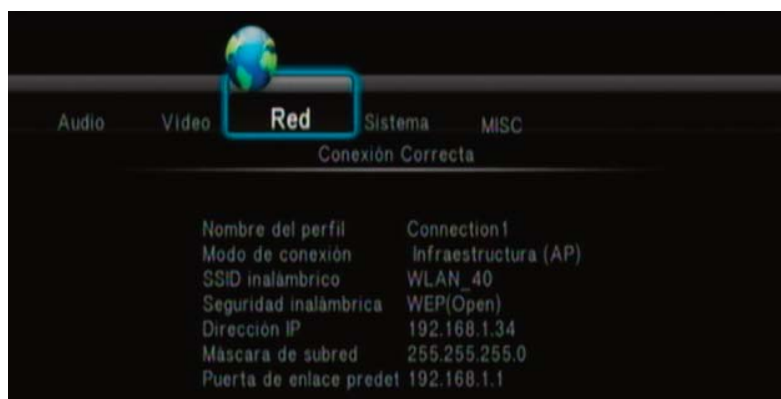 Audio Vídeo Red Sistema MISC
Conexión Correcta
Nombre del perfil Connection1
Modo de conexión Infraestructura (AP)
SSID inalámbrico WLAN_40
Seguridad inalámbrica WEP(Open)
Dirección IP 192.168.1.34
Máscara de subred 255.255.255.0
Puerta de enlace predet 192.168.1.1